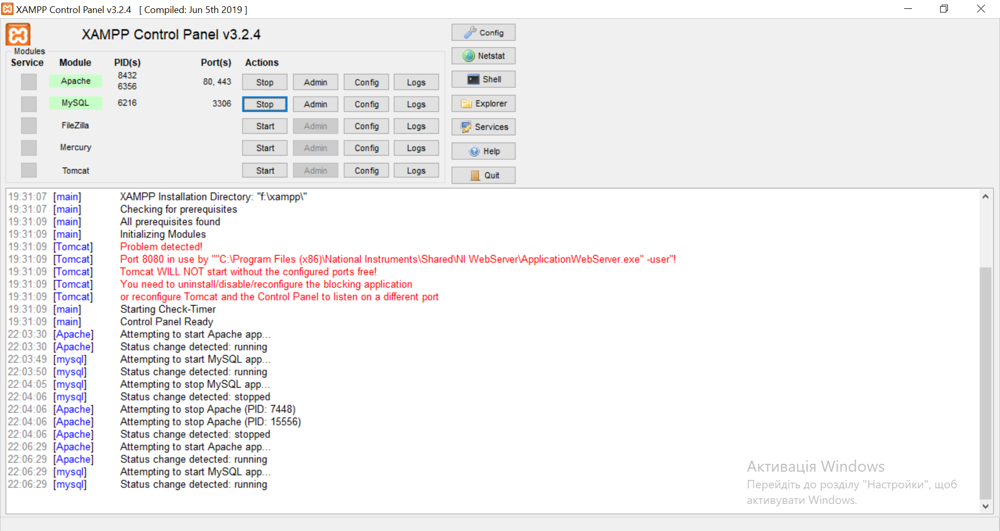 XAMPP Control Panel v3.2.4 [ Compiled: Jun 5th 2019 ]
XAMPP Control Panel v3.2.4
Config
Netstat
Shell
Explorer
Services
Help
Quit
Modules
Service Module PID(s) Port(s) Actions
Apache 8432 6356 80, 443 Stop Admin Config Logs
MySQL 6216 3306 Stop Admin Config Logs
FileZilla Start Admin Config Logs
Mercury Start Admin Config Logs
Tomcat Start Admin Config Logs
19:31:07 [main] XAMPP Installation Directory: "f:\xampp\"
19:31:07 [main] Checking for prerequisites
19:31:09 [main] All prerequisites found
19:31:09 [main] Initializing Modules
19:31:09 [Tomcat] Problem detected!
19:31:09 [Tomcat] Port 8080 in use by ""C:\Program Files (x86)\National Instruments\Shared\NI WebServer\ApplicationWebServer.exe" -user"!
19:31:09 [Tomcat] Tomcat WILL NOT start without the configured ports free!
19:31:09 [Tomcat] You need to uninstall/disable/reconfigure the blocking application
19:31:09 [Tomcat] or reconfigure Tomcat and the Control Panel to listen on a different port
19:31:09 [main] Starting Check-Timer
19:31:09 [main] Control Panel Ready
22:03:30 [Apache] Attempting to start Apache app...
22:03:30 [Apache] Status change detected: running
22:03:49 [mysql] Attempting to start MySQL app...
22:03:50 [mysql] Status change detected: running
22:04:05 [mysql] Attempting to stop MySQL app...
22:04:06 [mysql] Status change detected: stopped
22:04:06 [Apache] Attempting to stop Apache (PID: 7448)
22:04:06 [Apache] Attempting to stop Apache (PID: 15556)
22:04:06 [Apache] Status change detected: stopped
22:06:29 [Apache] Attempting to start Apache app...
22:06:29 [Apache] Status change detected: running
22:06:29 [mysql] Attempting to start MySQL app...
22:06:29 [mysql] Status change detected: running
Активація Windows
Перейдіть до розділу "Настройки", щоб
активувати Windows.